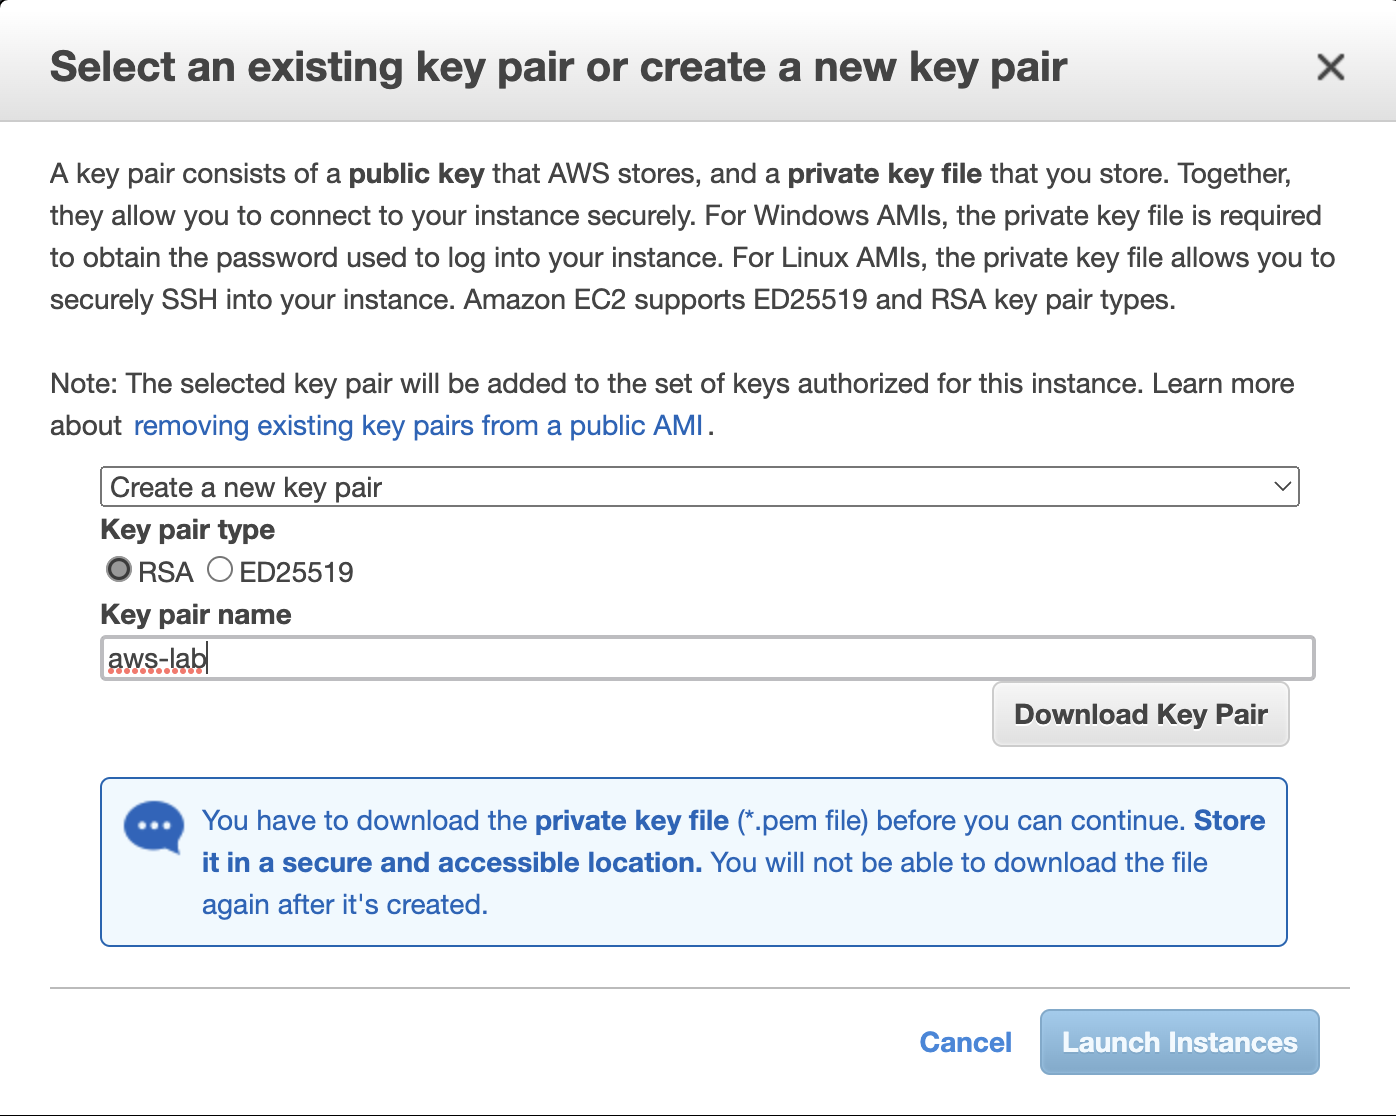 Select an existing key pair or create a new key pair
A key pair consists of a public key that AWS stores, and a private key file that you store. Together,
they allow you to connect to your instance securely. For Windows AMIs, the private key file is required
to obtain the password used to log into your instance. For Linux AMIs, the private key file allows you to
securely SSH into your instance. Amazon EC2 supports ED25519 and RSA key pair types.
Note: The selected key pair will be added to the set of keys authorized for this instance. Learn more
about removing existing key pairs from a public AMI.
Create a new key pair
Key pair type
RSA ED25519
Key pair name
aws-lab
Download Key Pair
You have to download the private key file (*.pem file) before you can continue. Store
it in a secure and accessible location. You will not be able to download the file
again after it's created.
Cancel Launch Instances